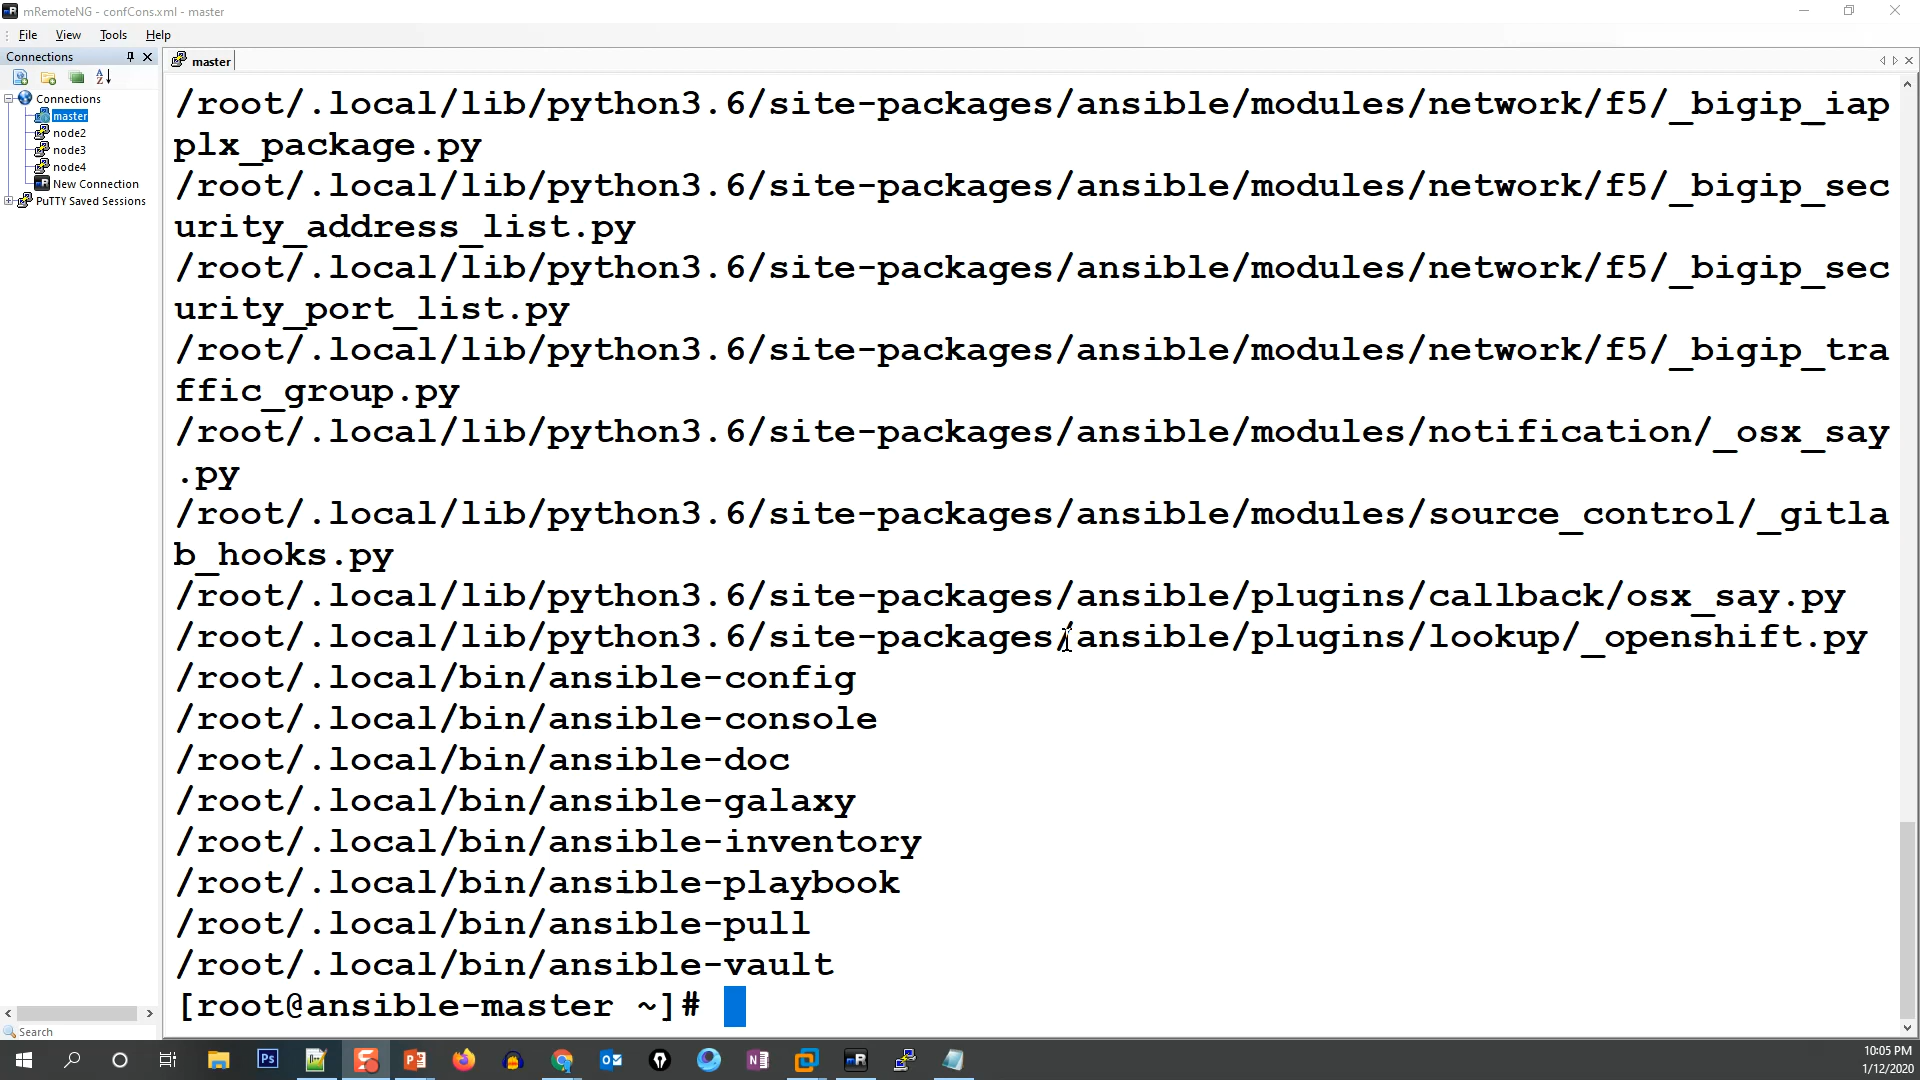 mRemoteNG - confCons.xml - master
File View Tools Help
Connections
master
Connections
master
node2
node3
node4
New Connection
PuTTY Saved Sessions
/root/.local/lib/python3.6/site-packages/ansible/modules/network/f5/_bigip_iap
plx_package.py
/root/.local/lib/python3.6/site-packages/ansible/modules/network/f5/_bigip_sec
urity_address_list.py
/root/.local/lib/python3.6/site-packages/ansible/modules/network/f5/_bigip_sec
urity_port_list.py
/root/.local/lib/python3.6/site-packages/ansible/modules/network/f5/_bigip_tra
ffic_group.py
/root/.local/lib/python3.6/site-packages/ansible/modules/notification/_osx_say
.py
/root/.local/lib/python3.6/site-packages/ansible/modules/source_control/_gitla
b_hooks.py
/root/.local/lib/python3.6/site-packages/ansible/plugins/callback/osx_say.py
/root/.local/lib/python3.6/site-packages/ansible/plugins/lookup/_openshift.py
/root/.local/bin/ansible-config
/root/.local/bin/ansible-console
/root/.local/bin/ansible-doc
/root/.local/bin/ansible-galaxy
/root/.local/bin/ansible-inventory
/root/.local/bin/ansible-playbook
/root/.local/bin/ansible-pull
/root/.local/bin/ansible-vault
[root@ansible-master ~]#
Search
10:05 PM
1/12/2020